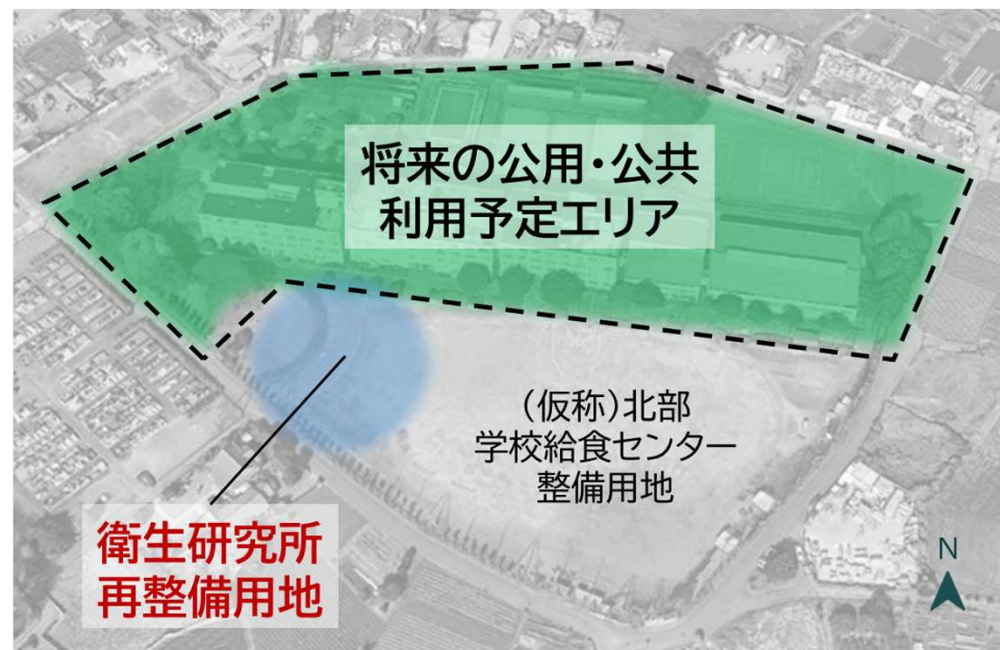 将来の公用・公共
利用予定エリア
（仮称）北部
学校給食センター
整備用地
衛生研究所
再整備用地
N